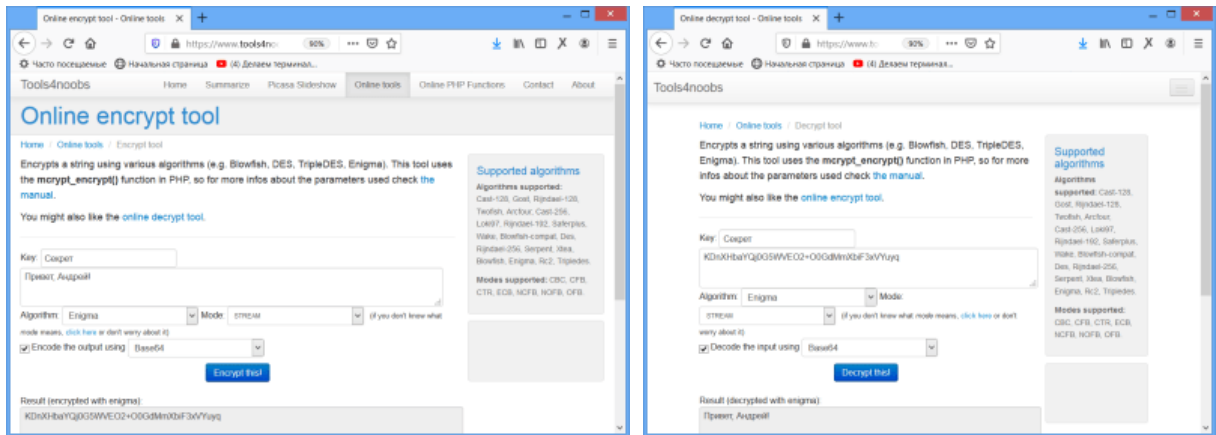 Online encrypt tool - Online tools
https://www.tools4no
90%
Часто посещаемые Начальная страница (4) Делаем терминал...
Tools4noobs Home Summarize Picasa Slideshow Online tools Online PHP Functions Contact About
Online encrypt tool
Home / Online tools / Encrypt tool
Encrypts a string using various algorithms (e.g. Blowfish, DES, TripleDES, Enigma). This tool uses
the mcrypt_encrypt() function in PHP, so for more infos about the parameters used check the
manual.
You might also like the online decrypt tool.
Supported algorithms
Algorithms supported:
Cast-128, Gost, Rijndael-128,
Twofish, Arcfour, Cast-256,
Loki97, Rijndael-192, Saferplus,
Wake, Blowfish-compat, Des,
Rijndael-256, Serpent, Xtea,
Blowfish, Enigma, Rc2, Tripledes.
Modes supported: CBC, CFB,
CTR, ECB, NCFB, NOFB, OFB.
Key: Секрет
Привет, Андрей!
Algorithm: Enigma Mode: STREAM (if you don't know what
mode means, click here or don't worry about it)
Encode the output using Base64
Encrypt this!
Result (encrypted with enigma):
Online decrypt tool - Online tools
90%
Часто посещаемые Начальная страница (4) Делаем терминал...
Tools4noobs
Home / Online tools / Decrypt tool
Encrypts a string using various algorithms (e.g. Blowfish, DES, TripleDES,
Enigma). This tool uses the mcrypt_encrypt() function in PHP, so for more
infos about the parameters used check the manual.
You might also like the online encrypt tool.
Supported
algorithms
Algorithms
supported: Cast-128,
Gost, Rijndael-128,
Twofish, Arcfour,
Cast-256, Loki97,
Rijndael-192, Saferplus,
Wake, Blowfish-compat,
Des, Rijndael-256,
Serpent, Xtea, Blowfish,
Enigma, Rc2, Tripledes.
Modes supported:
CBC, CFB, CTR, ECB,
NCFB, NOFB, OFB.
Key: Секрет
Algorithm: Enigma Mode:
STREAM (if you don't know what mode means, click here or don't
worry about it)
Decode the input using Base64
Decrypt this!
Result (decrypted with enigma):
Привет, Андрей!